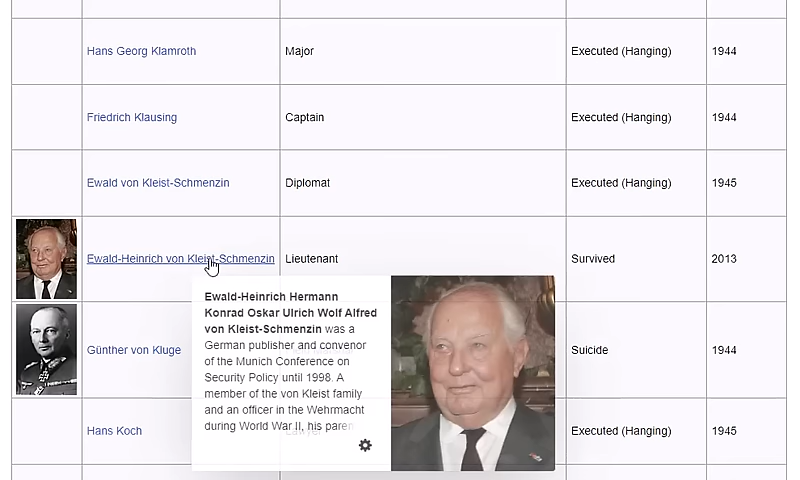 Hans Georg Klamroth Major Executed (Hanging) 1944
Friedrich Klausing Captain Executed (Hanging) 1944
Ewald von Kleist-Schmenzin Diplomat Executed (Hanging) 1945
Ewald-Heinrich von Kleist-Schmenzin Lieutenant Survived 2013
Ewald-Heinrich Hermann
Konrad Oskar Ulrich Wolf Alfred
von Kleist-Schmenzin was a
German publisher and convenor
of the Munich Conference on
Security Policy until 1998. A
member of the von Kleist family
and an officer in the Wehrmacht
during World War II, his paren
Günther von Kluge Suicide 1944
Hans Koch Lawyer Executed (Hanging) 1945